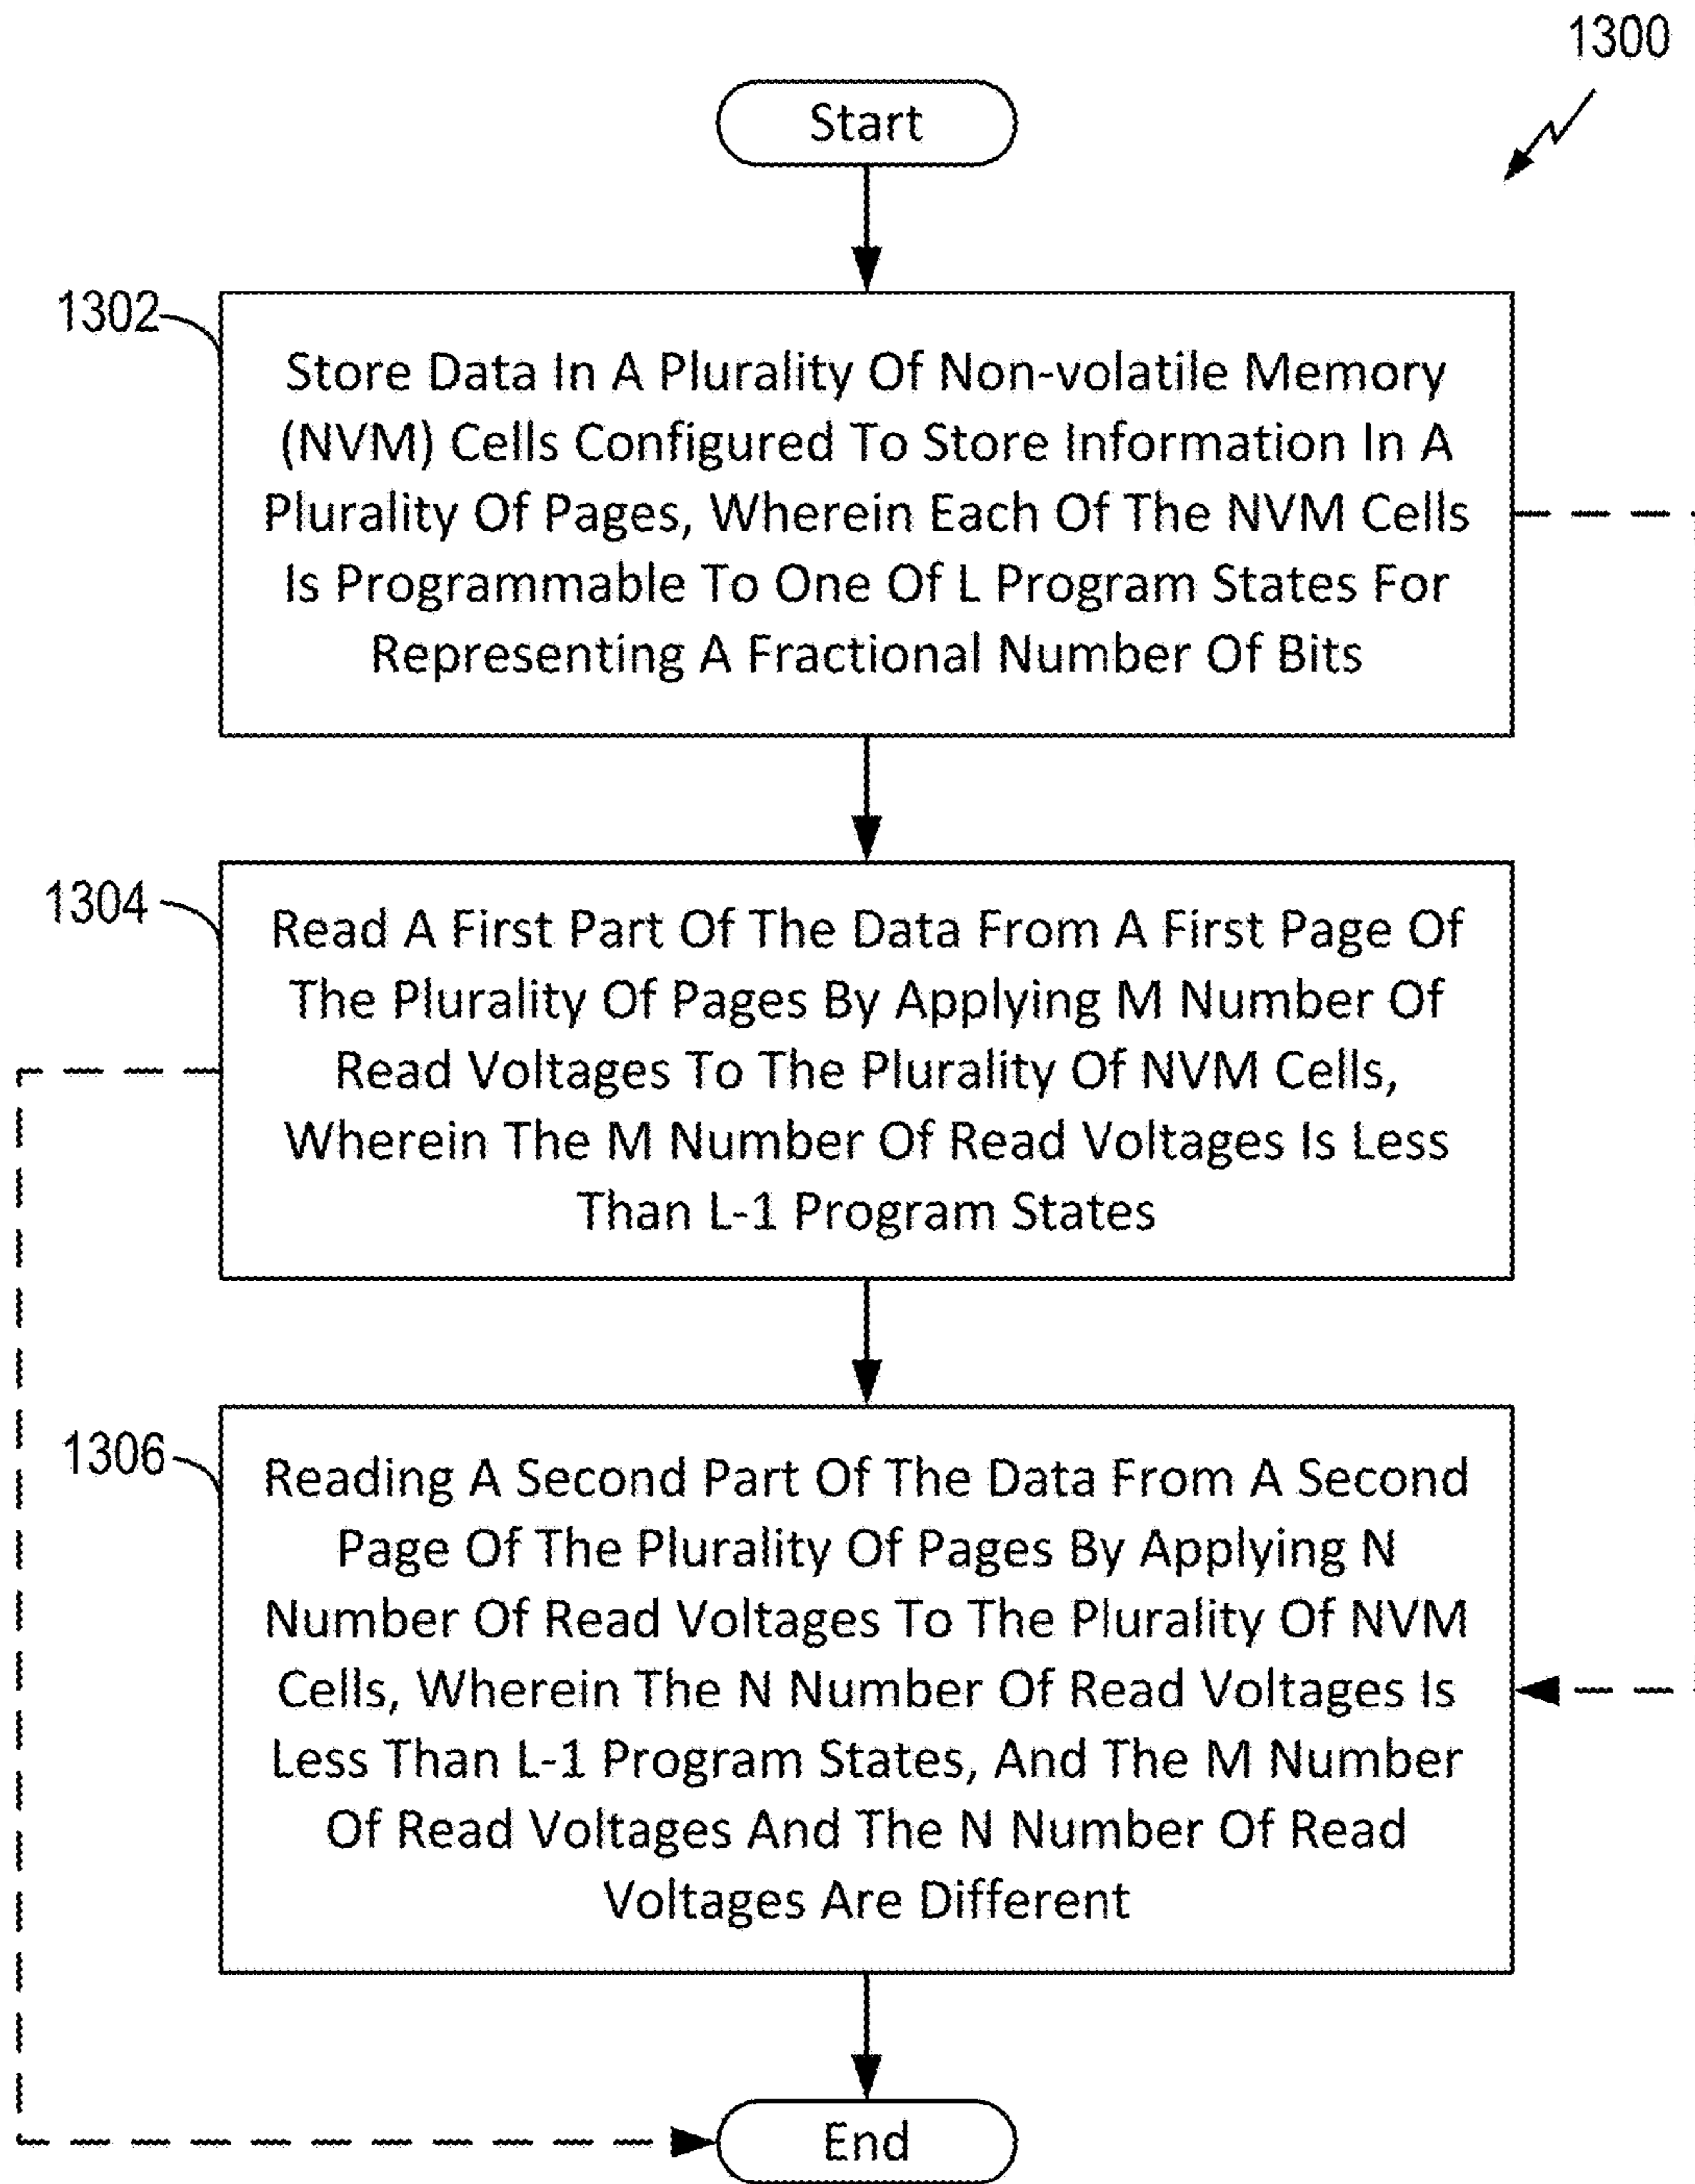 1300
Start
1302
Store Data In A Plurality Of Non-volatile Memory
(NVM) Cells Configured To Store Information In A
Plurality Of Pages, Wherein Each Of The NVM Cells
Is Programmable To One Of L Program States For
Representing A Fractional Number Of Bits
1304
Read A First Part Of The Data From A First Page Of
The Plurality Of Pages By Applying M Number Of
Read Voltages To The Plurality Of NVM Cells,
Wherein The M Number Of Read Voltages Is Less
Than L-1 Program States
1306
Reading A Second Part Of The Data From A Second
Page Of The Plurality Of Pages By Applying N
Number Of Read Voltages To The Plurality Of NVM
Cells, Wherein The N Number Of Read Voltages Is
Less Than L-1 Program States, And The M Number
Of Read Voltages And The N Number Of Read
Voltages Are Different
End